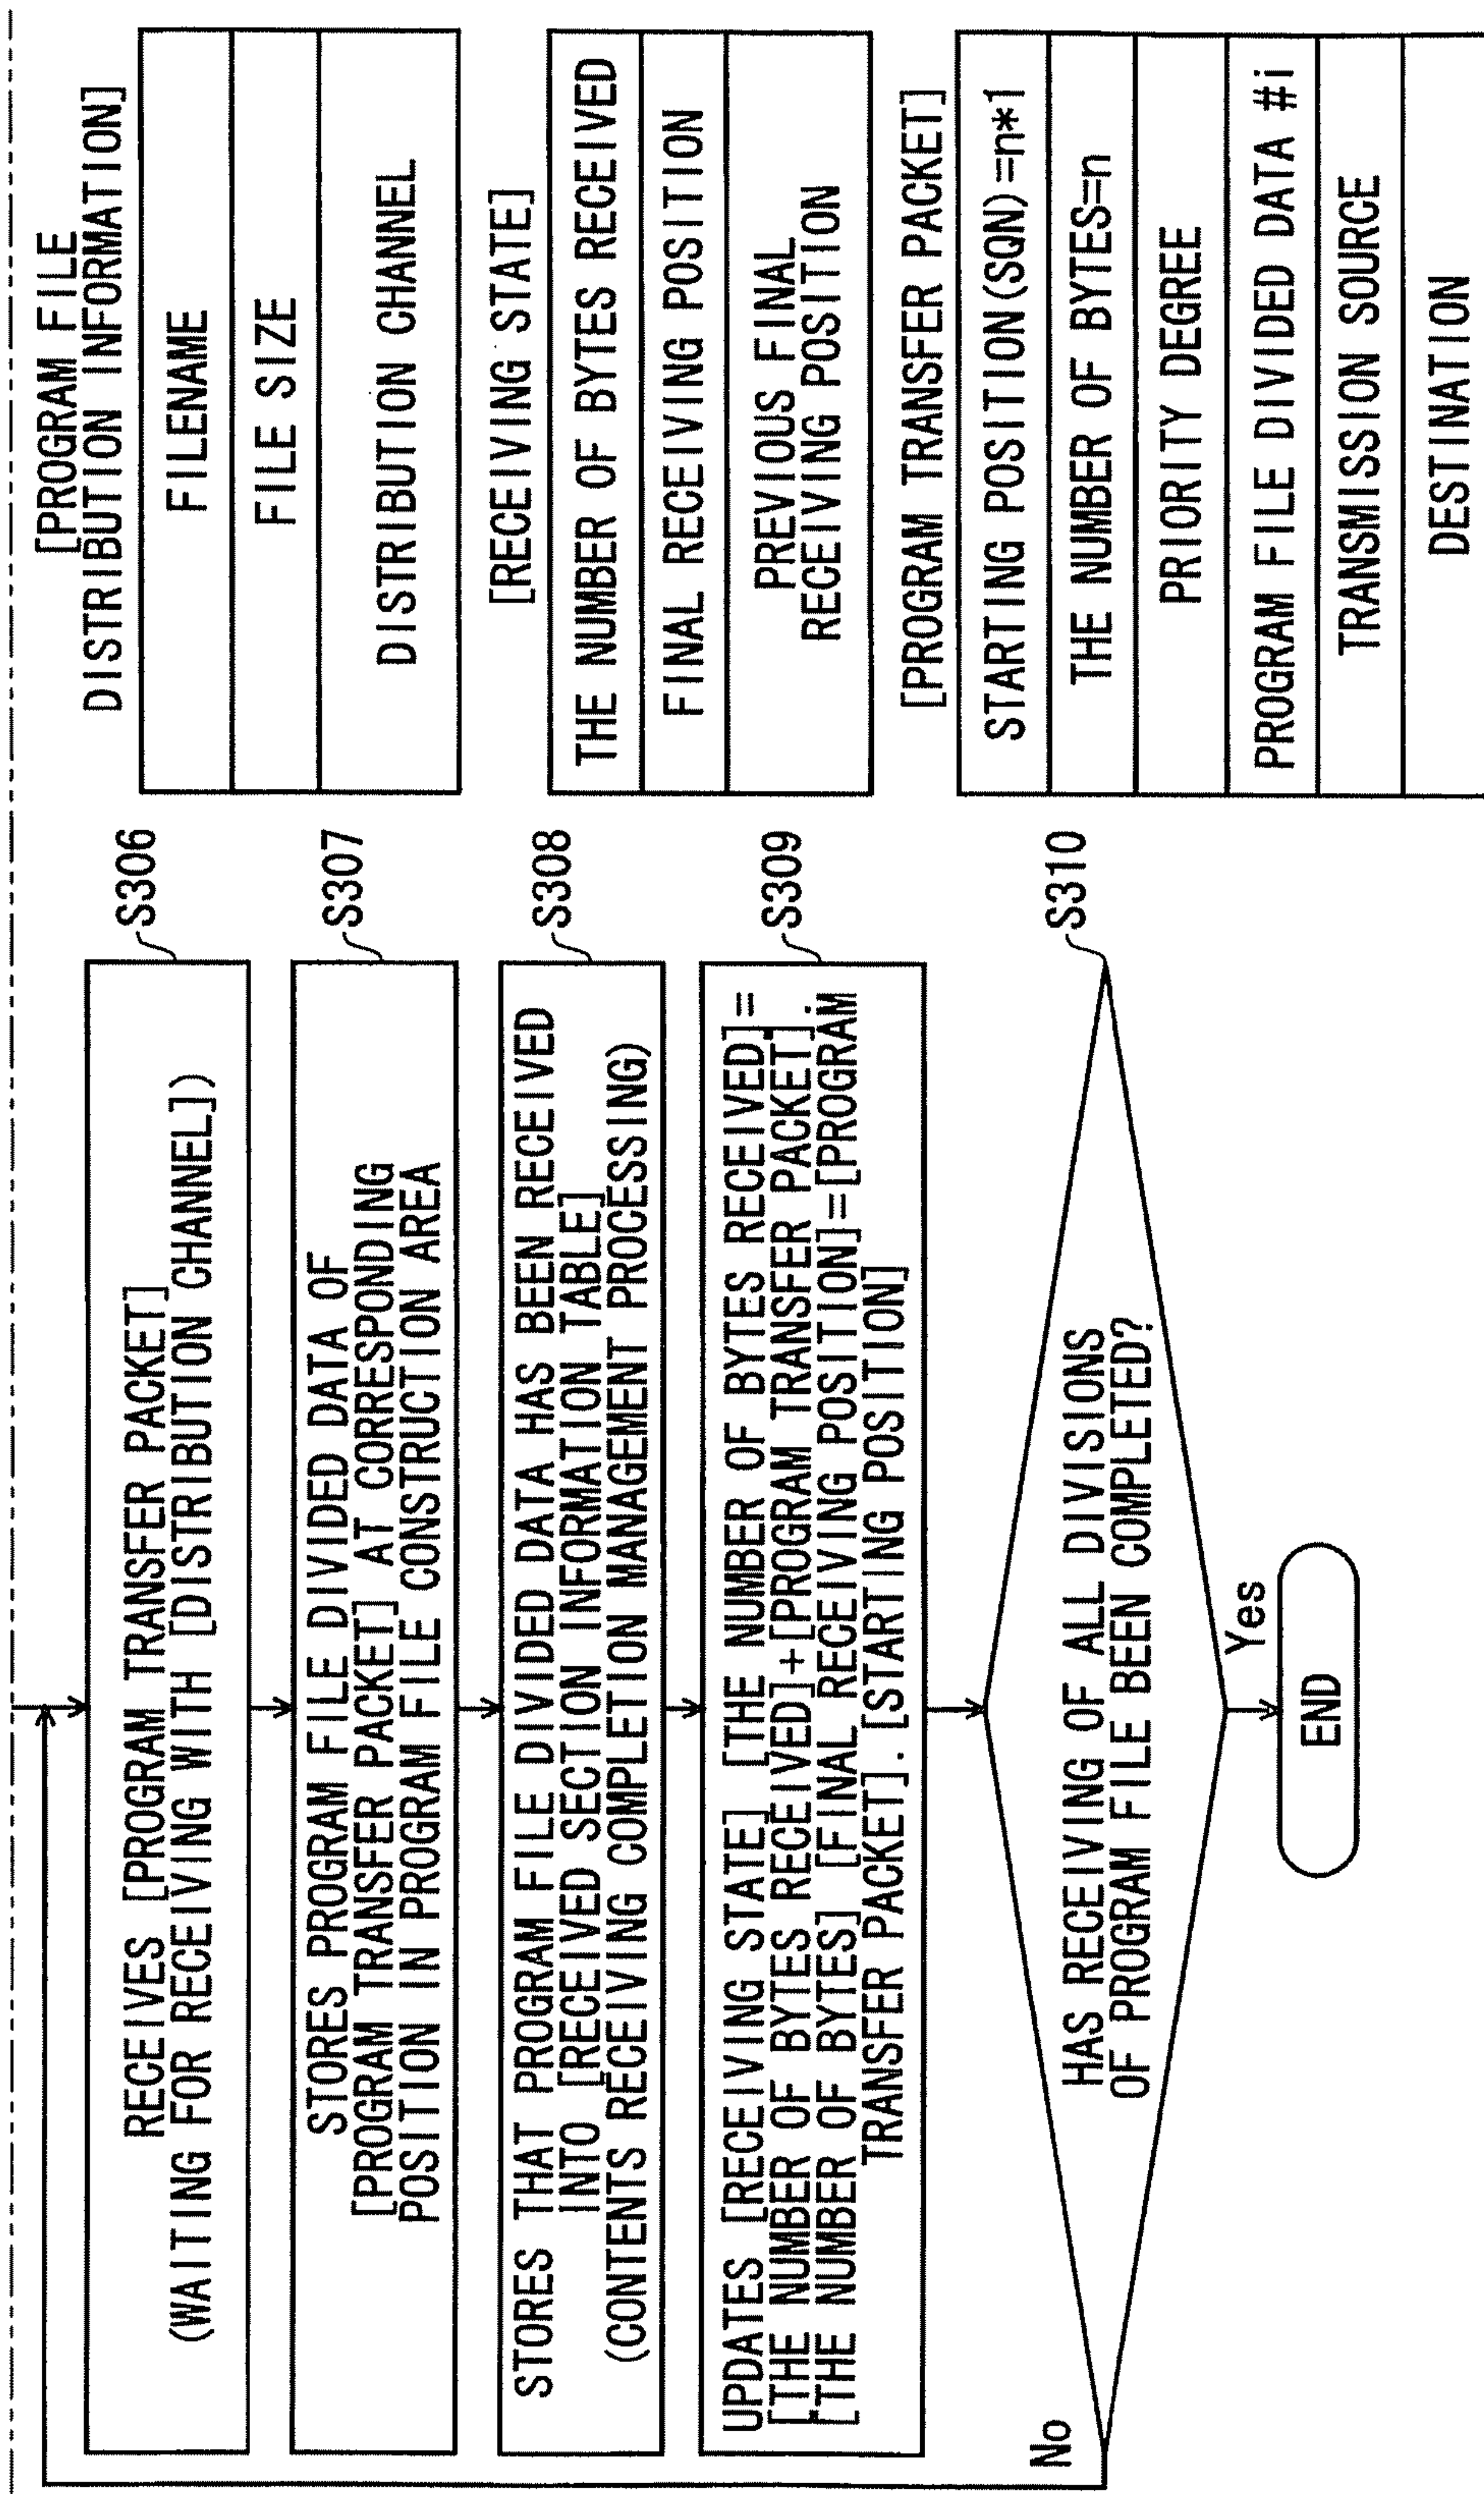 S306
RECEIVES [PROGRAM TRANSFER PACKET]
(WAITING FOR RECEIVING WITH [DISTRIBUTION CHANNEL])
S307
STORES PROGRAM FILE DIVIDED DATA OF
[PROGRAM TRANSFER PACKET] AT CORRESPONDING
POSITION IN PROGRAM FILE CONSTRUCTION AREA
S308
STORES THAT PROGRAM FILE DIVIDED DATA HAS BEEN RECEIVED
INTO [RECEIVED SECTION INFORMATION TABLE]
(CONTENTS RECEIVING COMPLETION MANAGEMENT PROCESSING)
S309
UPDATES [RECEIVING STATE] [THE NUMBER OF BYTES RECEIVED]=
[THE NUMBER OF BYTES RECEIVED]+[PROGRAM TRANSFER PACKET].
[THE NUMBER OF BYTES] [FINAL RECEIVING POSITION]=[PROGRAM
TRANSFER PACKET].[STARTING POSITION]
S310
HAS RECEIVING OF ALL DIVISIONS
OF PROGRAM FILE BEEN COMPLETED?
No
Yes
END
[PROGRAM FILE
DISTRIBUTION INFORMATION]
FILENAME
FILE SIZE
DISTRIBUTION CHANNEL
[RECEIVING STATE]
THE NUMBER OF BYTES RECEIVED
FINAL RECEIVING POSITION
PREVIOUS FINAL
RECEIVING POSITION
[PROGRAM TRANSFER PACKET]
STARTING POSITION(SQN)=n*1
THE NUMBER OF BYTES=n
PRIORITY DEGREE
PROGRAM FILE DIVIDED DATA #i
TRANSMISSION SOURCE
DESTINATION